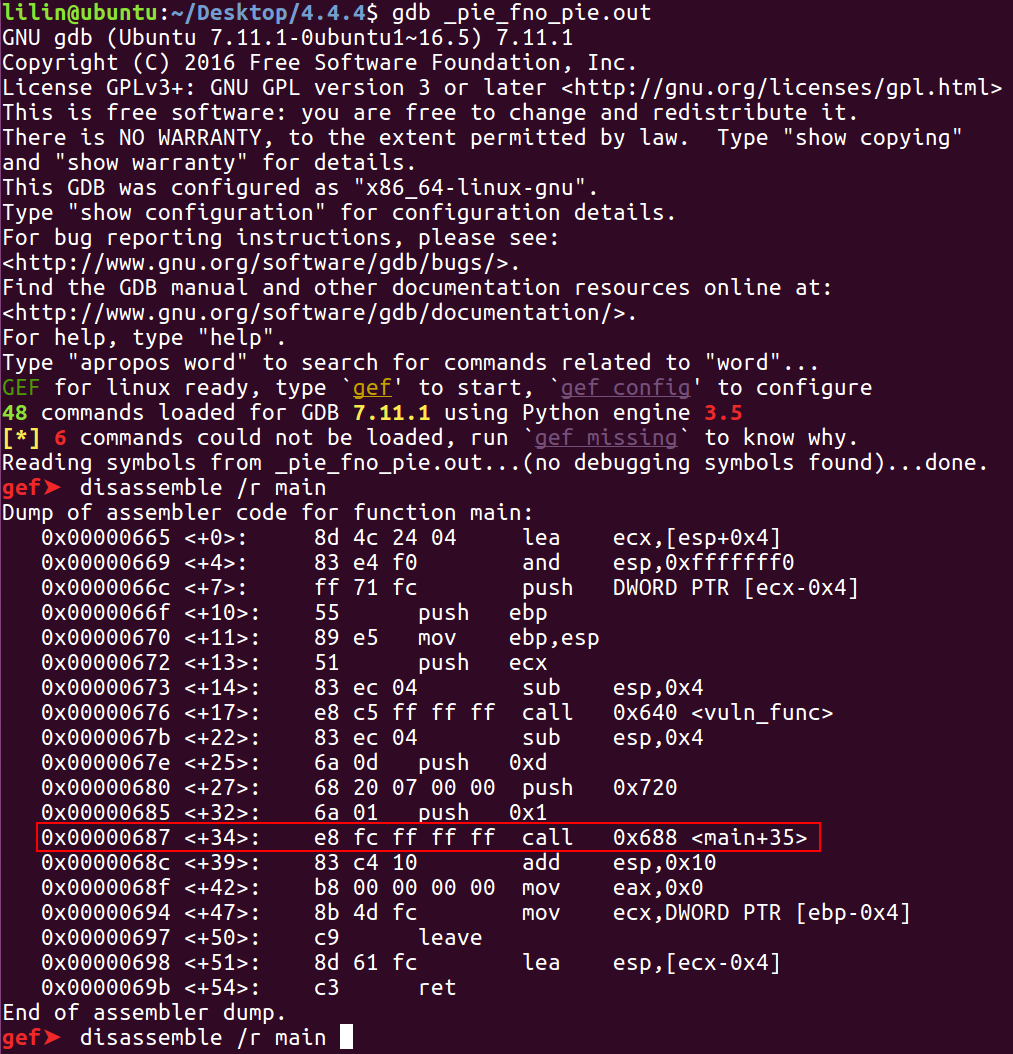 lilin@ubuntu:~/Desktop/4.4.4$ gdb _pie_fno_pie.out
GNU gdb (Ubuntu 7.11.1-0ubuntu1~16.5) 7.11.1
Copyright (C) 2016 Free Software Foundation, Inc.
License GPLv3+: GNU GPL version 3 or later <http://gnu.org/licenses/gpl.html>
This is free software: you are free to change and redistribute it.
There is NO WARRANTY, to the extent permitted by law.  Type "show copying"
and "show warranty" for details.
This GDB was configured as "x86_64-linux-gnu".
Type "show configuration" for configuration details.
For bug reporting instructions, please see:
<http://www.gnu.org/software/gdb/bugs/>.
Find the GDB manual and other documentation resources online at:
<http://www.gnu.org/software/gdb/documentation/>.
For help, type "help".
Type "apropos word" to search for commands related to "word"...
GEF for linux ready, type `gef' to start, `gef config' to configure
48 commands loaded for GDB 7.11.1 using Python engine 3.5
[*] 6 commands could not be loaded, run `gef missing` to know why.
Reading symbols from _pie_fno_pie.out...(no debugging symbols found)...done.
gef➤  disassemble /r main
Dump of assembler code for function main:
   0x00000665 <+0>:     8d 4c 24 04     lea    ecx,[esp+0x4]
   0x00000669 <+4>:     83 e4 f0        and    esp,0xfffffff0
   0x0000066c <+7>:     ff 71 fc        push   DWORD PTR [ecx-0x4]
   0x0000066f <+10>:    55      push   ebp
   0x00000670 <+11>:    89 e5   mov    ebp,esp
   0x00000672 <+13>:    51      push   ecx
   0x00000673 <+14>:    83 ec 04        sub    esp,0x4
   0x00000676 <+17>:    e8 c5 ff ff ff  call   0x640 <vuln_func>
   0x0000067b <+22>:    83 ec 04        sub    esp,0x4
   0x0000067e <+25>:    6a 0d   push   0xd
   0x00000680 <+27>:    68 20 07 00 00  push   0x720
   0x00000685 <+32>:    6a 01   push   0x1
   0x00000687 <+34>:    e8 fc ff ff ff  call   0x688 <main+35>
   0x0000068c <+39>:    83 c4 10        add    esp,0x10
   0x0000068f <+42>:    b8 00 00 00 00  mov    eax,0x0
   0x00000694 <+47>:    8b 4d fc        mov    ecx,DWORD PTR [ebp-0x4]
   0x00000697 <+50>:    c9      leave
   0x00000698 <+51>:    8d 61 fc        lea    esp,[ecx-0x4]
   0x0000069b <+54>:    c3      ret
End of assembler dump.
gef➤  disassemble /r main